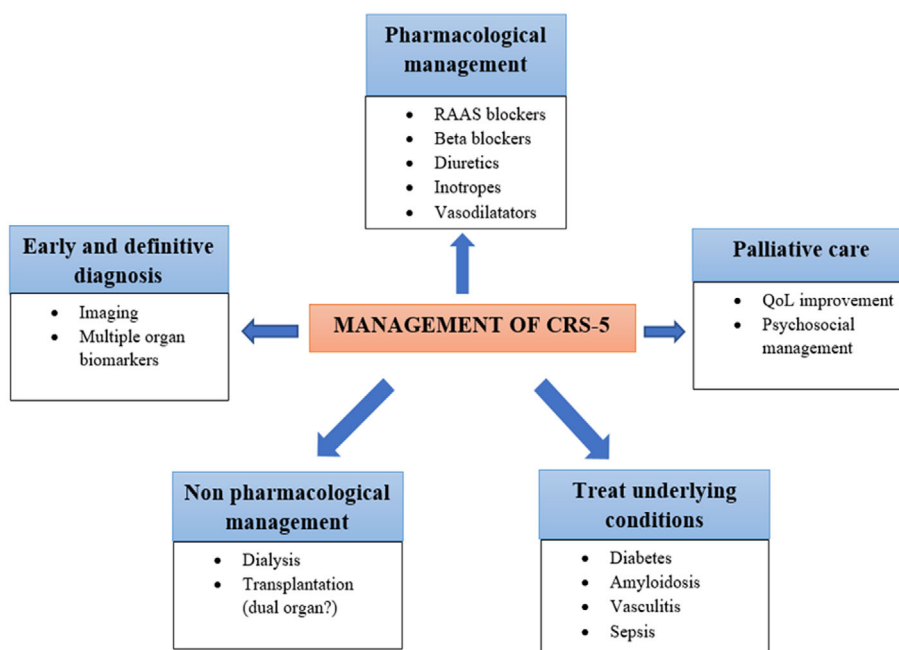 Pharmacological
management
• RAAS blockers
• Beta blockers
• Diuretics
• Inotropes
• Vasodilatators
Early and definitive
diagnosis
• Imaging
• Multiple organ
biomarkers
MANAGEMENT OF CRS-5
Palliative care
• QoL improvement
• Psychosocial
management
Non pharmacological
management
• Dialysis
• Transplantation
(dual organ?)
Treat underlying
conditions
• Diabetes
• Amyloidosis
• Vasculitis
• Sepsis